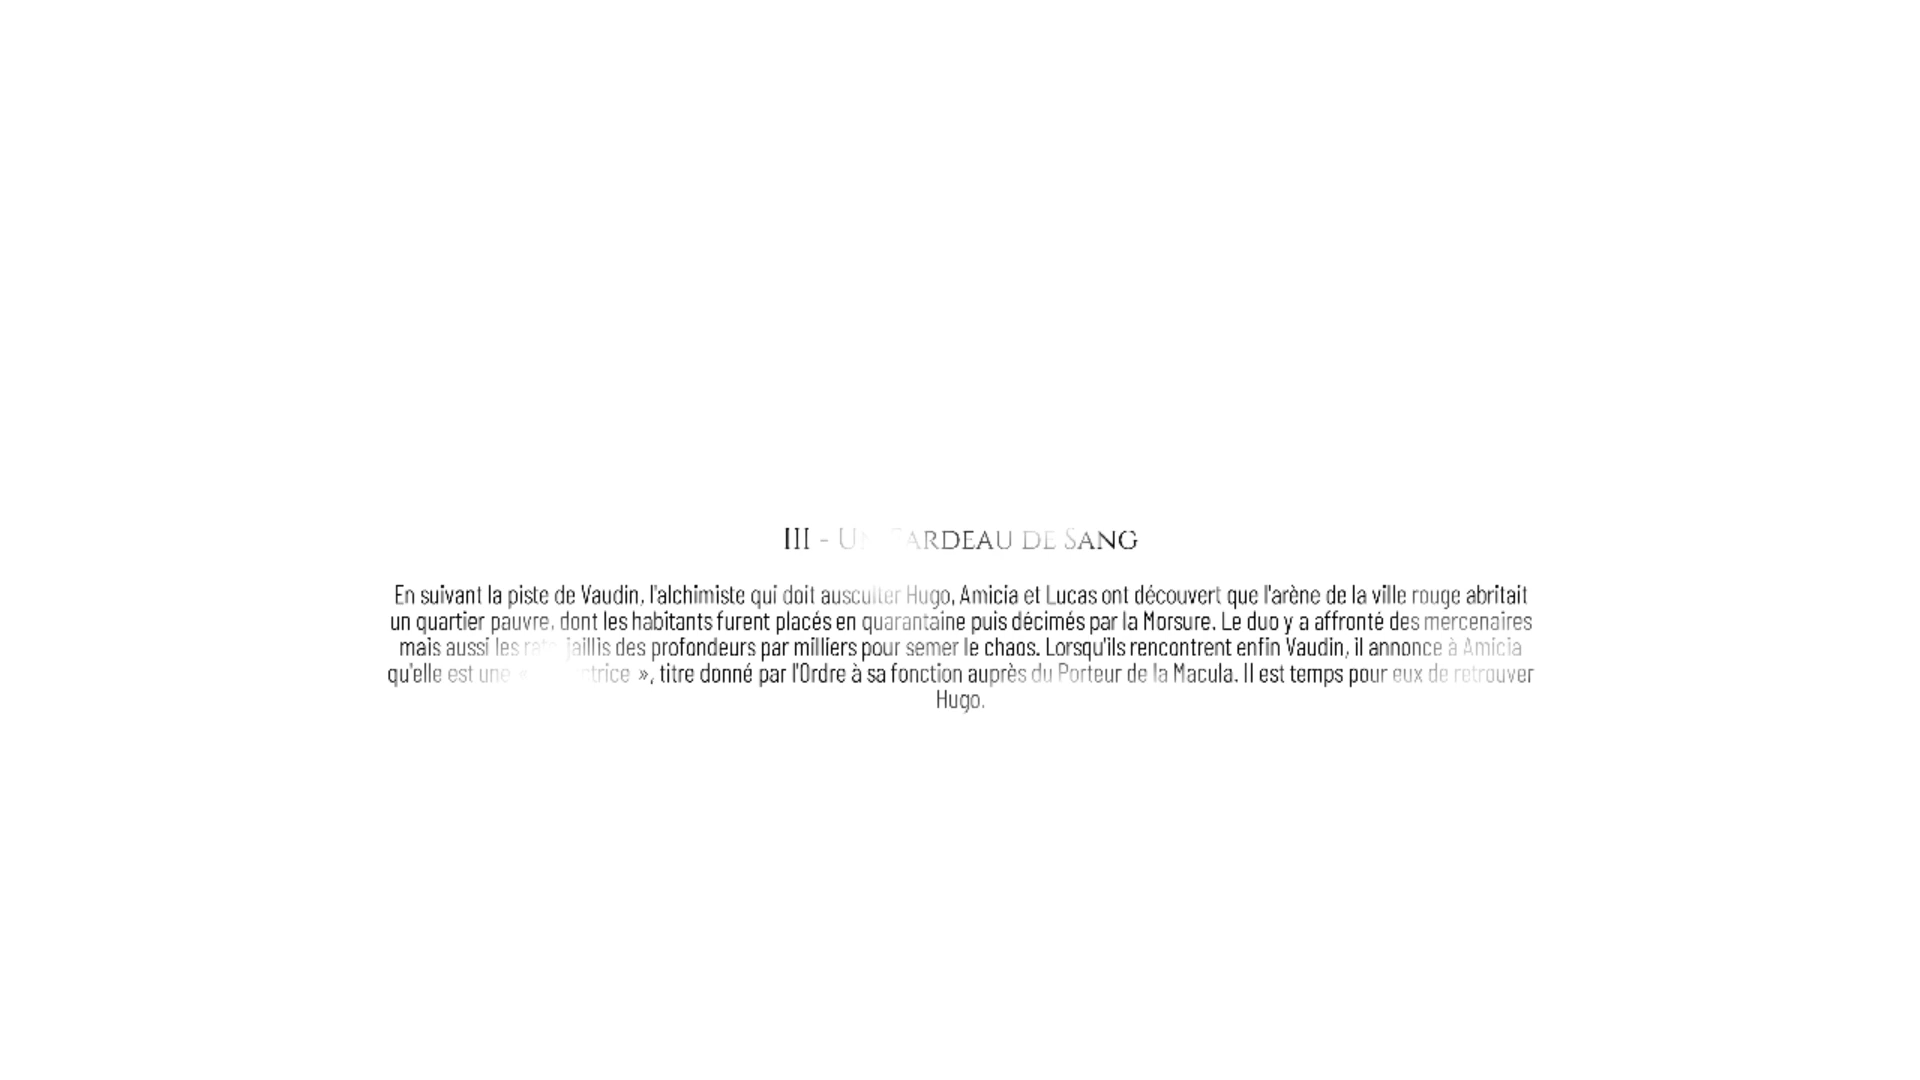 III - Un Fardeau de Sang
En suivant la piste de Vaudin, l'alchimiste qui doit ausculter Hugo, Amicia et Lucas ont découvert que l'arène de la ville rouge abritait
un quartier pauvre, dont les habitants furent placés en quarantaine puis décimés par la Morsure. Le duo y a affronté des mercenaires
mais aussi les rats jaillis des profondeurs par milliers pour semer le chaos. Lorsqu'ils rencontrent enfin Vaudin, il annonce à Amicia
qu'elle est une « », titre donné par l'Ordre à sa fonction auprès du Porteur de la Macula. Il est temps pour eux de retrouver
Hugo.